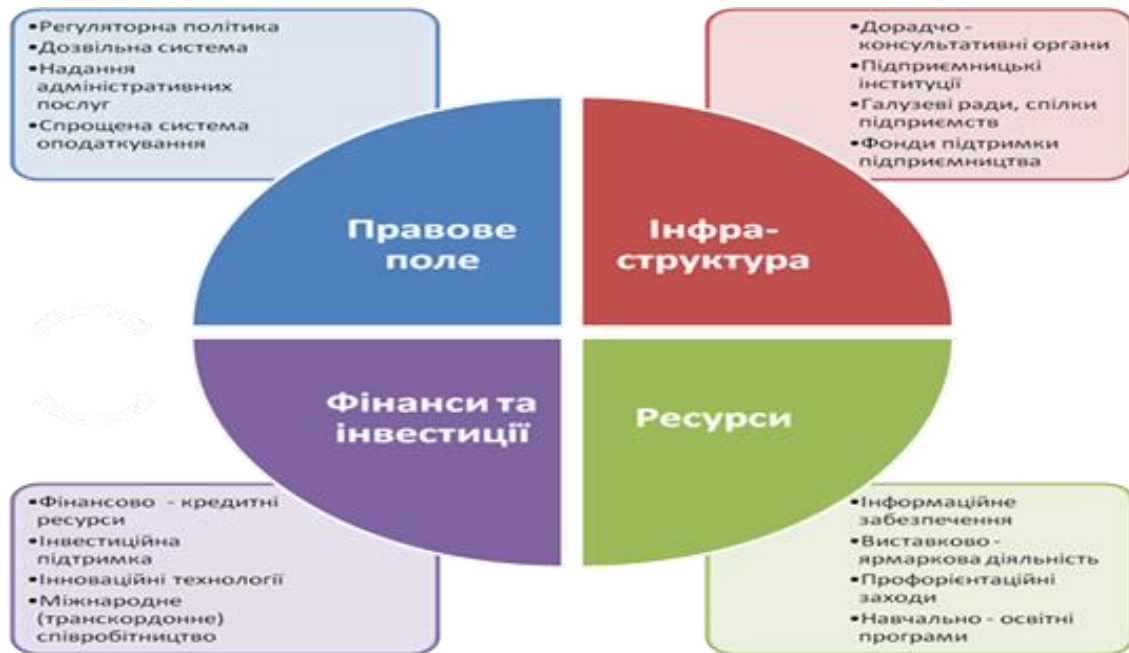 •Регуляторна політика
•Дозвільна система
•Надання
адміністративних
послуг
•Спрощена система
оподаткування
•Дорадчо -
консультативні органи
•Підприємницькі
інституції
•Галузеві ради, спілки
підприємств
•Фонди підтримки
підприємництва
Правове
поле
Інфра-
структура
Фінанси та
інвестиції
Ресурси
•Фінансово - кредитні
ресурси
•Інвестиційна
підтримка
•Інноваційні технології
•Міжнародне
(транскордонне)
співробітництво
•Інформаційне
забезпечення
•Виставково -
ярмаркова діяльність
•Профорієнтаційні
заходи
•Навчально - освітні
програми